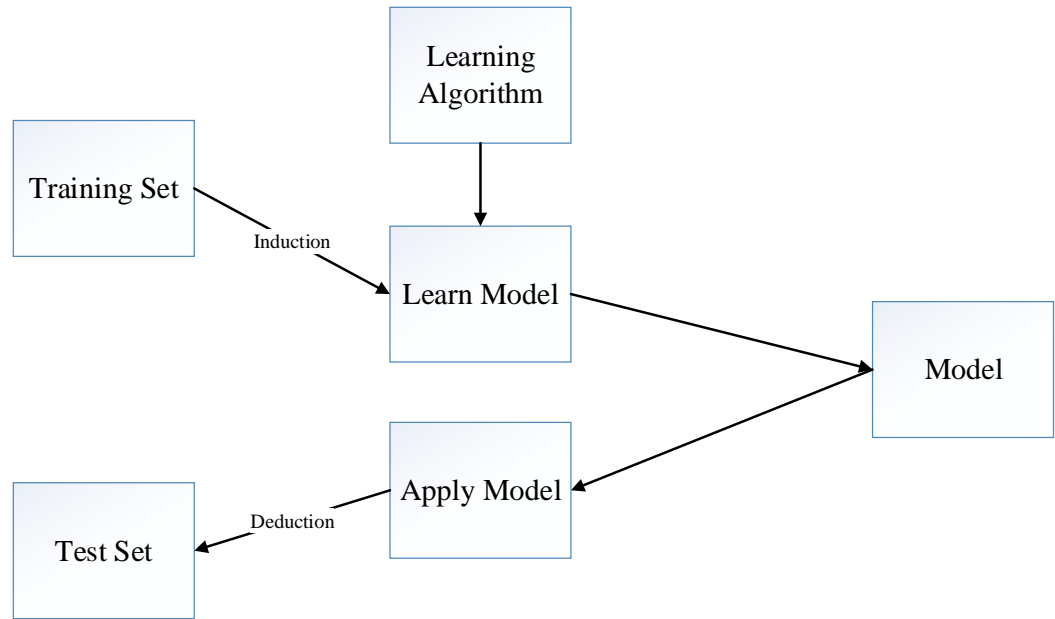 Learning
Algorithm
Training Set
Induction
Learn Model
Model
Apply Model
Deduction
Test Set